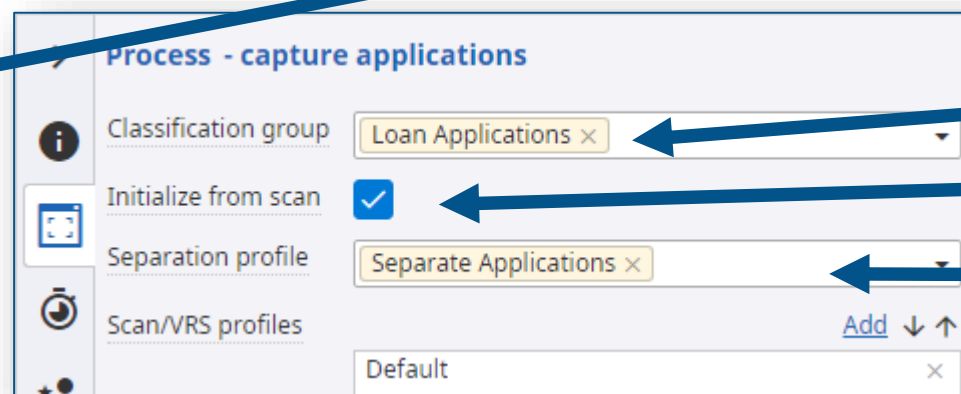 Process - capture applications
Classification group Loan Applications ×
Initialize from scan
Separation profile Separate Applications ×
Scan/VRS profiles Add ↓ ↑
Default ×